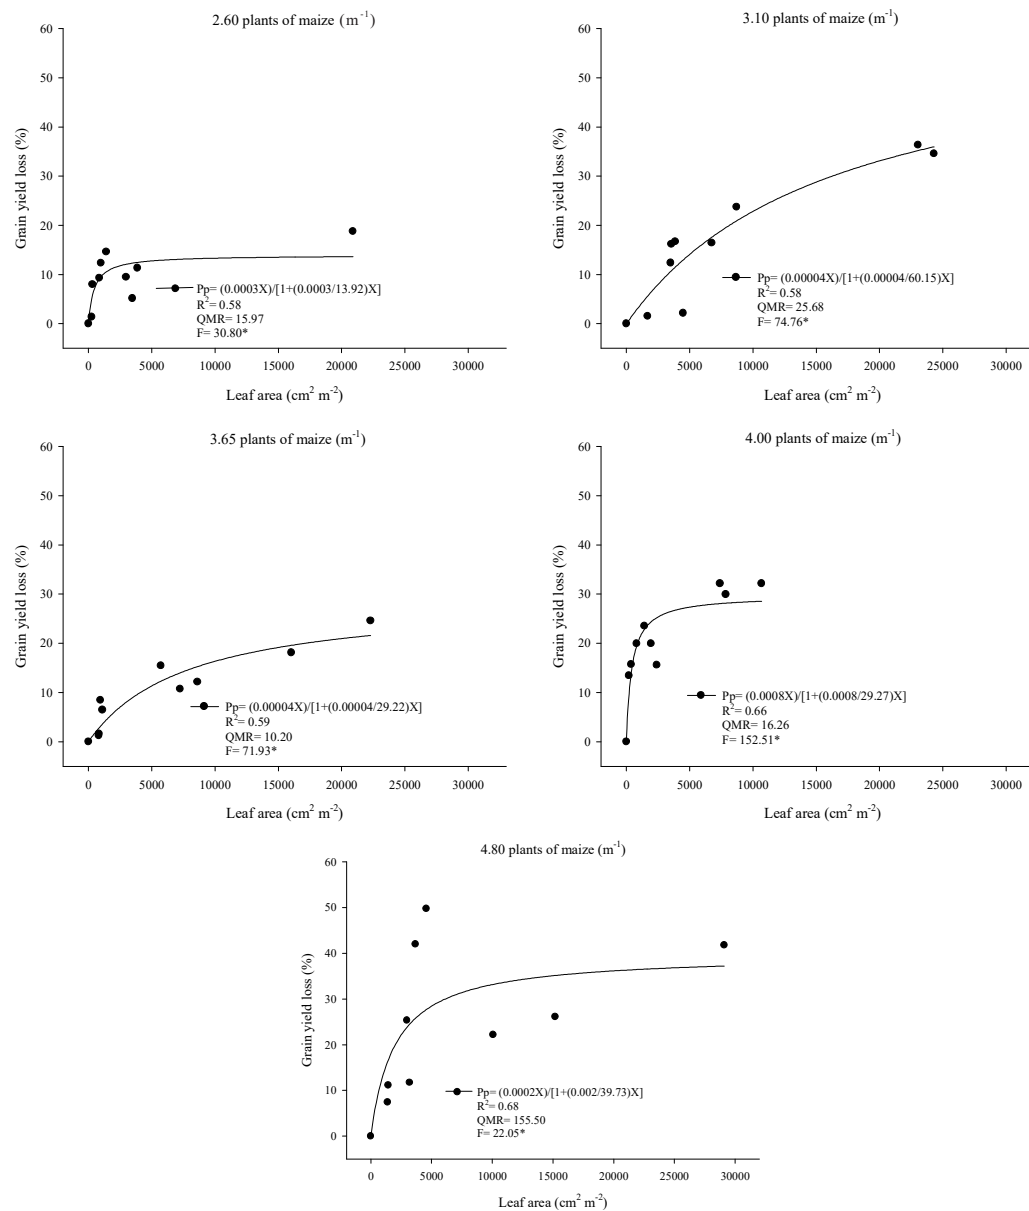 2.60 plants of maize (m⁻¹)
Grain yield loss (%)
60
50
40
30
20
10
0
Pp= (0.0003X)/[1+(0.0003/13.92)X]
R²= 0.58
QMR= 15.97
F= 30.80*
0 5000 10000 15000 20000 25000 30000
Leaf area (cm² m⁻²)
3.10 plants of maize (m⁻¹)
Grain yield loss (%)
60
50
40
30
20
10
0
Pp= (0.00004X)/[1+(0.00004/60.15)X]
R²= 0.58
QMR= 25.68
F= 74.76*
0 5000 10000 15000 20000 25000 30000
Leaf area (cm² m⁻²)
3.65 plants of maize (m⁻¹)
Grain yield loss (%)
60
50
40
30
20
10
0
Pp= (0.00004X)/[1+(0.00004/29.22)X]
R²= 0.59
QMR= 10.20
F= 71.93*
0 5000 10000 15000 20000 25000 30000
Leaf area (cm² m⁻²)
4.00 plants of maize (m⁻¹)
Grain yield loss (%)
60
50
40
30
20
10
0
Pp= (0.0008X)/[1+(0.0008/29.27)X]
R²= 0.66
QMR= 16.26
F= 152.51*
0 5000 10000 15000 20000 25000 30000
Leaf area (cm² m⁻²)
4.80 plants of maize (m⁻¹)
Grain yield loss (%)
60
50
40
30
20
10
0
Pp= (0.0002X)/[1+(0.002/39.73)X]
R²= 0.68
QMR= 155.50
F= 22.05*
0 5000 10000 15000 20000 25000 30000
Leaf area (cm² m⁻²)